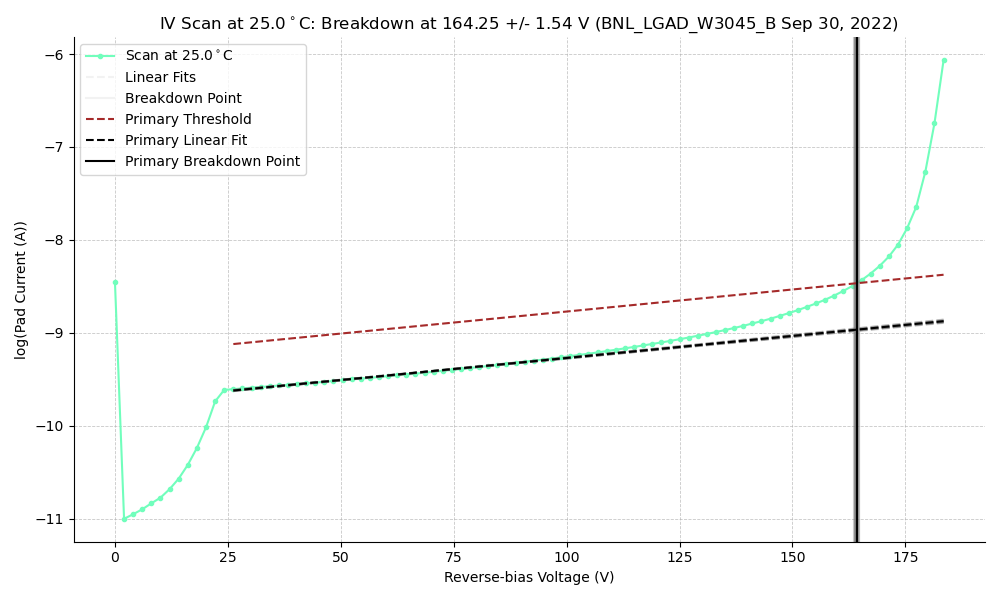 IV Scan at 25.0°C: Breakdown at 164.25 +/- 1.54 V (BNL_LGAD_W3045_B Sep 30, 2022)
Scan at 25.0°C
Linear Fits
Breakdown Point
Primary Threshold
Primary Linear Fit
Primary Breakdown Point
log(Pad Current (A))
−6
−7
−8
−9
−10
−11
0 25 50 75 100 125 150 175
Reverse-bias Voltage (V)